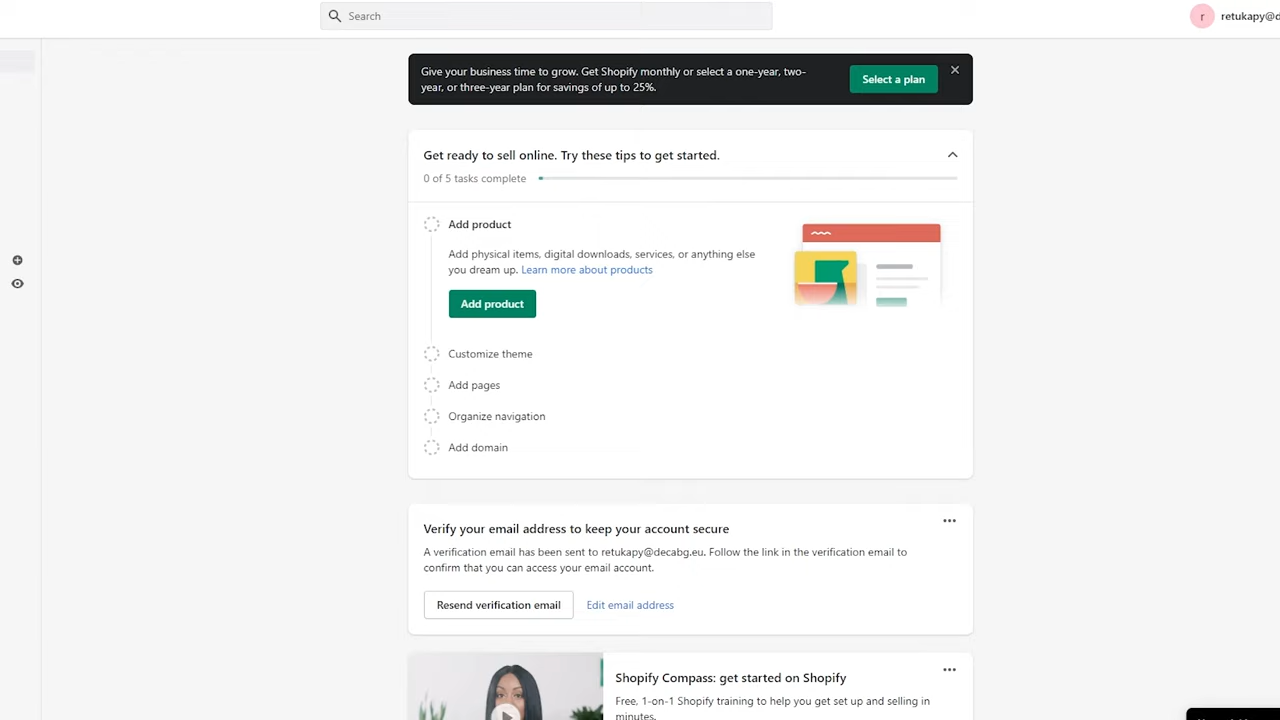 Search
r
retukapy@d
Give your business time to grow. Get Shopify monthly or select a one-year, two-
year, or three-year plan for savings of up to 25%.
Select a plan
Get ready to sell online. Try these tips to get started.
0 of 5 tasks complete
Add product
Add physical items, digital downloads, services, or anything else
you dream up. Learn more about products
Add product
Customize theme
Add pages
Organize navigation
Add domain
Verify your email address to keep your account secure
A verification email has been sent to retukapy@decabg.eu. Follow the link in the verification email to
confirm that you can access your email account.
Resend verification email
Edit email address
Shopify Compass: get started on Shopify
Free, 1-on-1 Shopify training to help you get set up and selling in
minutes.